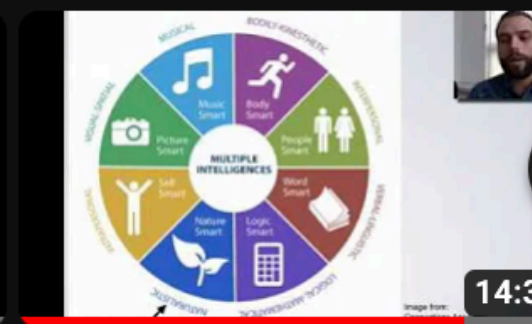 MUSICAL
BODILY-KINESTHETIC
INTERPERSONAL
VERBAL-LINGUISTIC
LOGICAL-MATHEMATICAL
NATURALISTIC
INTRAPERSONAL
VISUAL-SPATIAL
Music
Smart
Body
Smart
Picture
Smart
People
Smart
MULTIPLE
INTELLIGENCES
Self
Smart
Word
Smart
Nature
Smart
Logic
Smart
14:3
Image from: